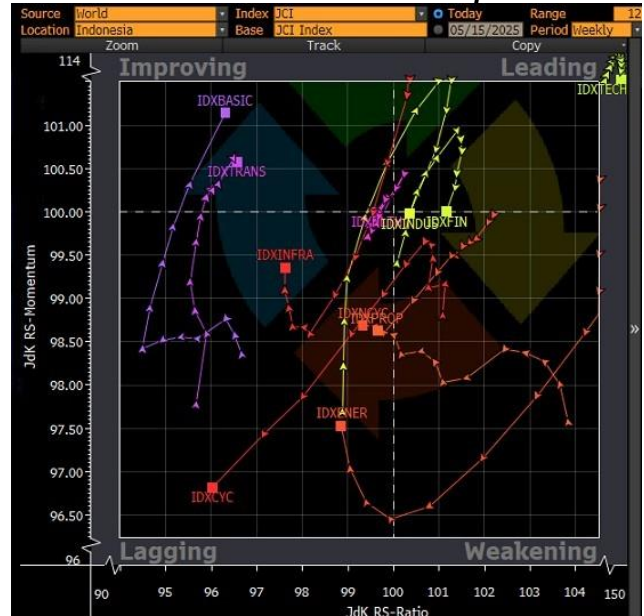 Source World Index JCI Today Range 12
Location Indonesia Base JCI Index 05/15/2025 Period Weekly
Zoom Track Copy
114 Improving Leading
IDXTECH
IDXBASIC
101.00
100.50
IDXTRANS
100.00
IDXINDUS IDXFIN
99.50
IDXINFRA
99.00
IDXNCYC
98.50
IDXPROP
98.00
97.50
IDXENER
97.00
IDXCYC
96.50
96 Lagging Weakening
JdK RS-Momentum
90 95 96 97 98 99 100 101 102 103 104 150
JdK RS-Ratio
»